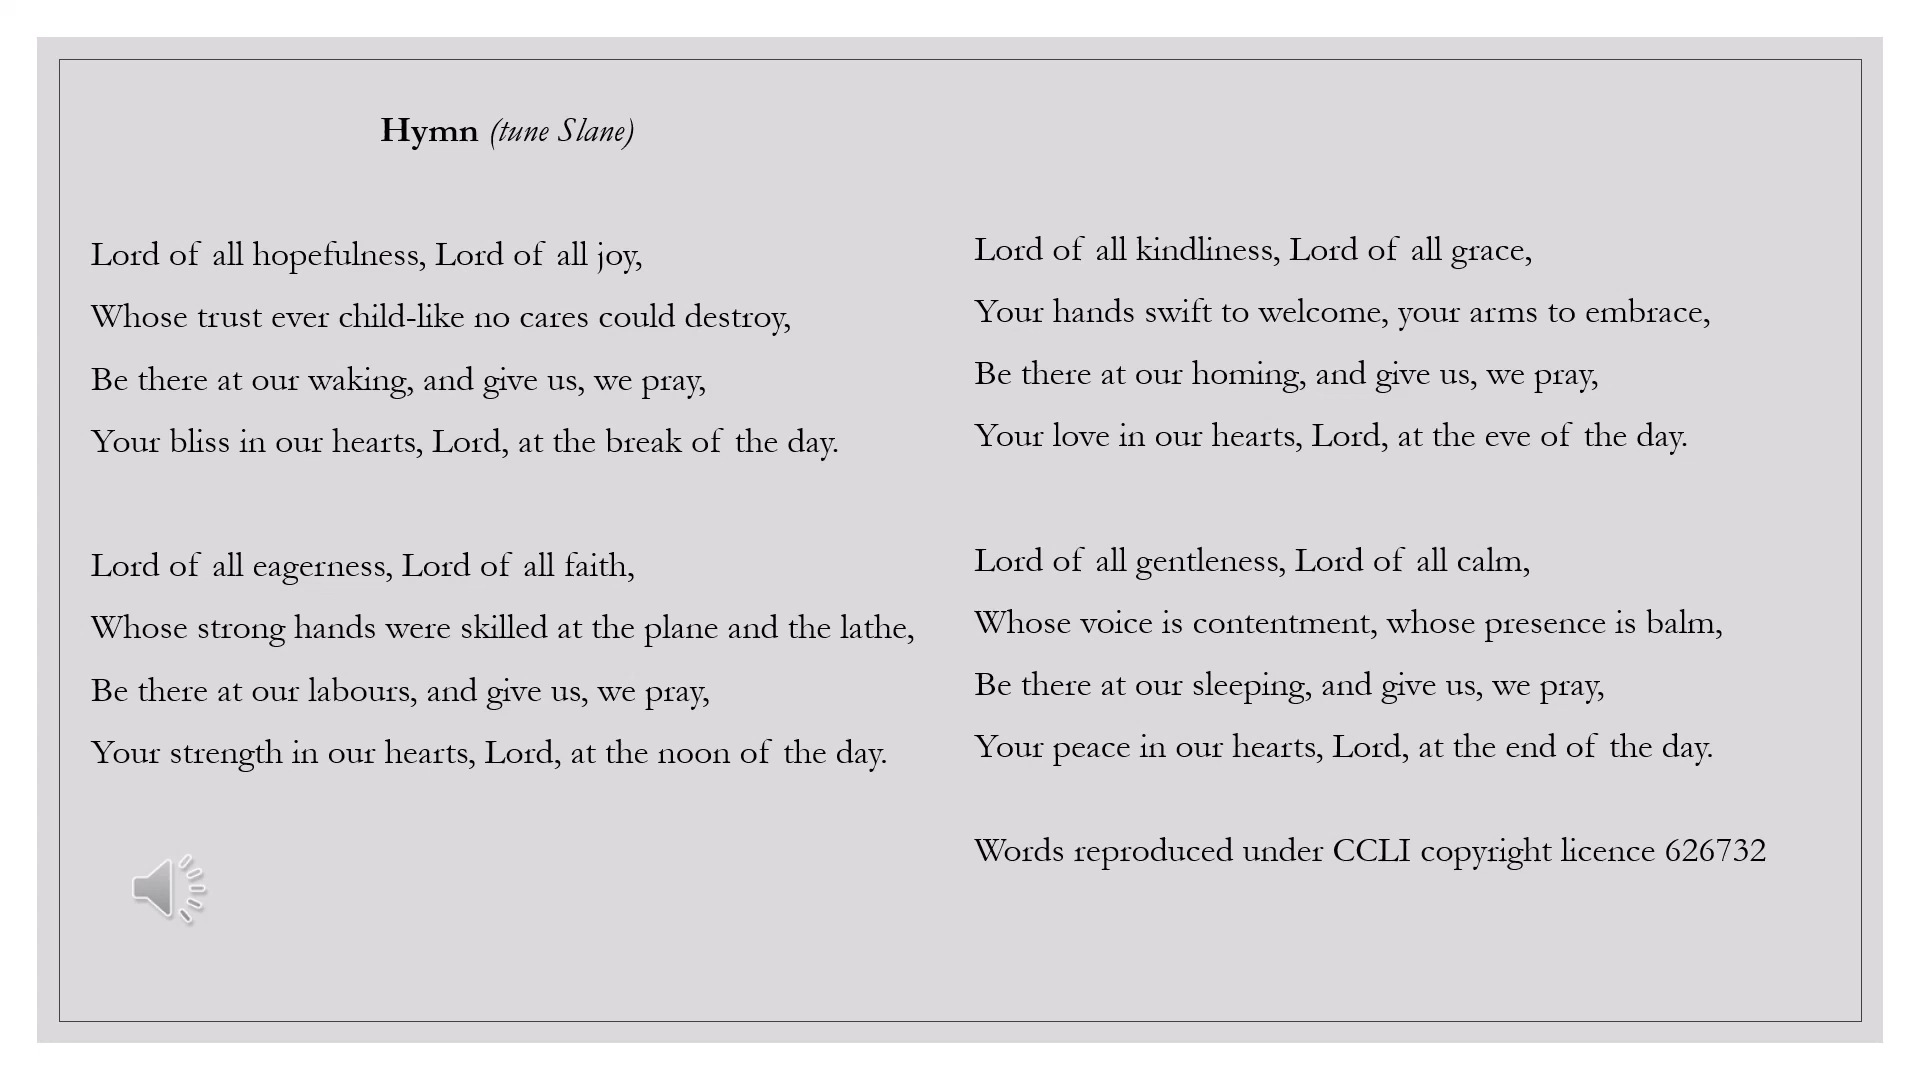 Hymn (tune Slane)
Lord of all hopefulness, Lord of all joy,
Whose trust ever child-like no cares could destroy,
Be there at our waking, and give us, we pray,
Your bliss in our hearts, Lord, at the break of the day.
Lord of all eagerness, Lord of all faith,
Whose strong hands were skilled at the plane and the lathe,
Be there at our labours, and give us, we pray,
Your strength in our hearts, Lord, at the noon of the day.
Lord of all kindliness, Lord of all grace,
Your hands swift to welcome, your arms to embrace,
Be there at our homing, and give us, we pray,
Your love in our hearts, Lord, at the eve of the day.
Lord of all gentleness, Lord of all calm,
Whose voice is contentment, whose presence is balm,
Be there at our sleeping, and give us, we pray,
Your peace in our hearts, Lord, at the end of the day.
Words reproduced under CCLI copyright licence 626732